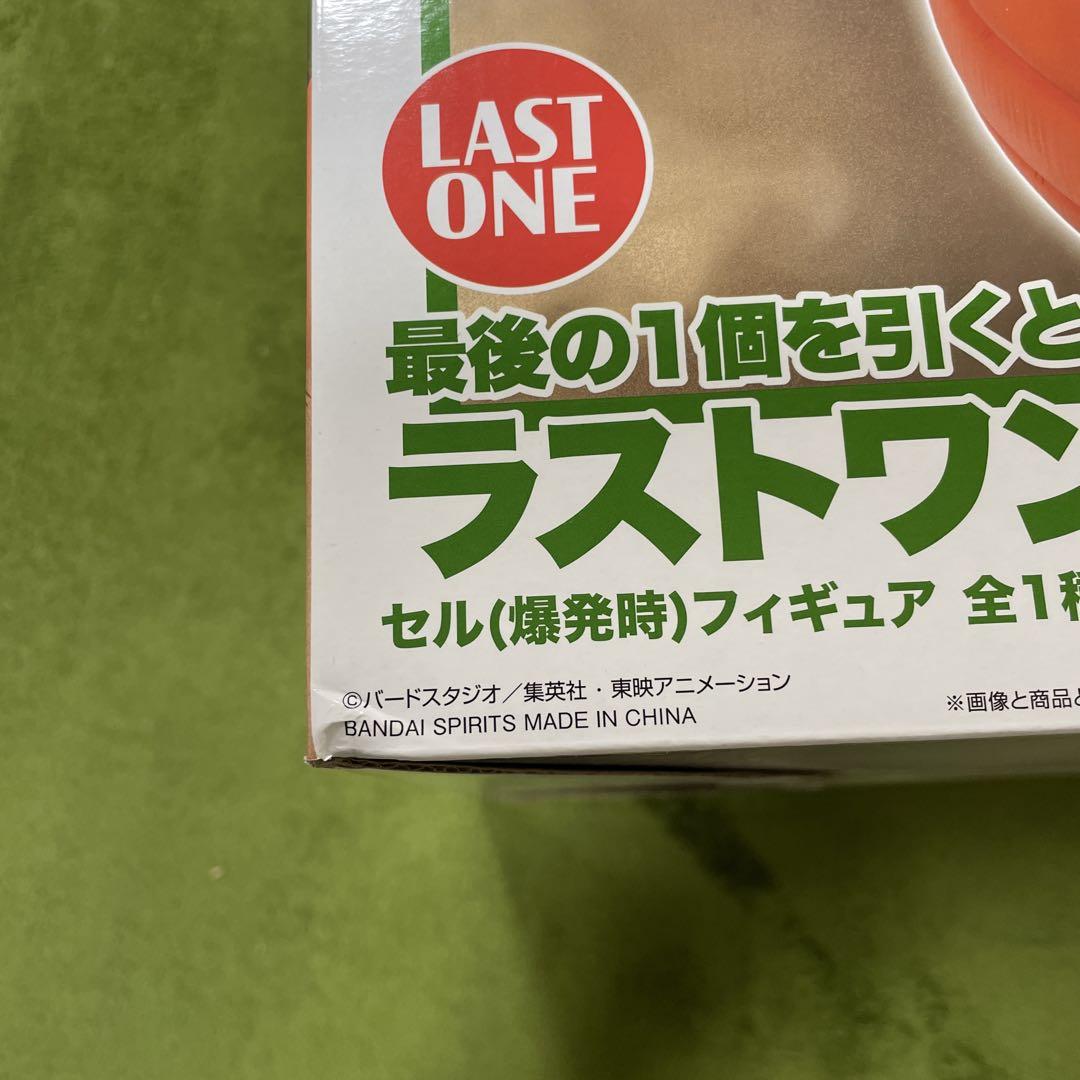 LAST
ONE
最後の1個を引くと
ラストワン
セル(爆発時)フィギュア 全1種
©バードスタジオ／集英社・東映アニメーション
※画像と商品と
BANDAI SPIRITS MADE IN CHINA